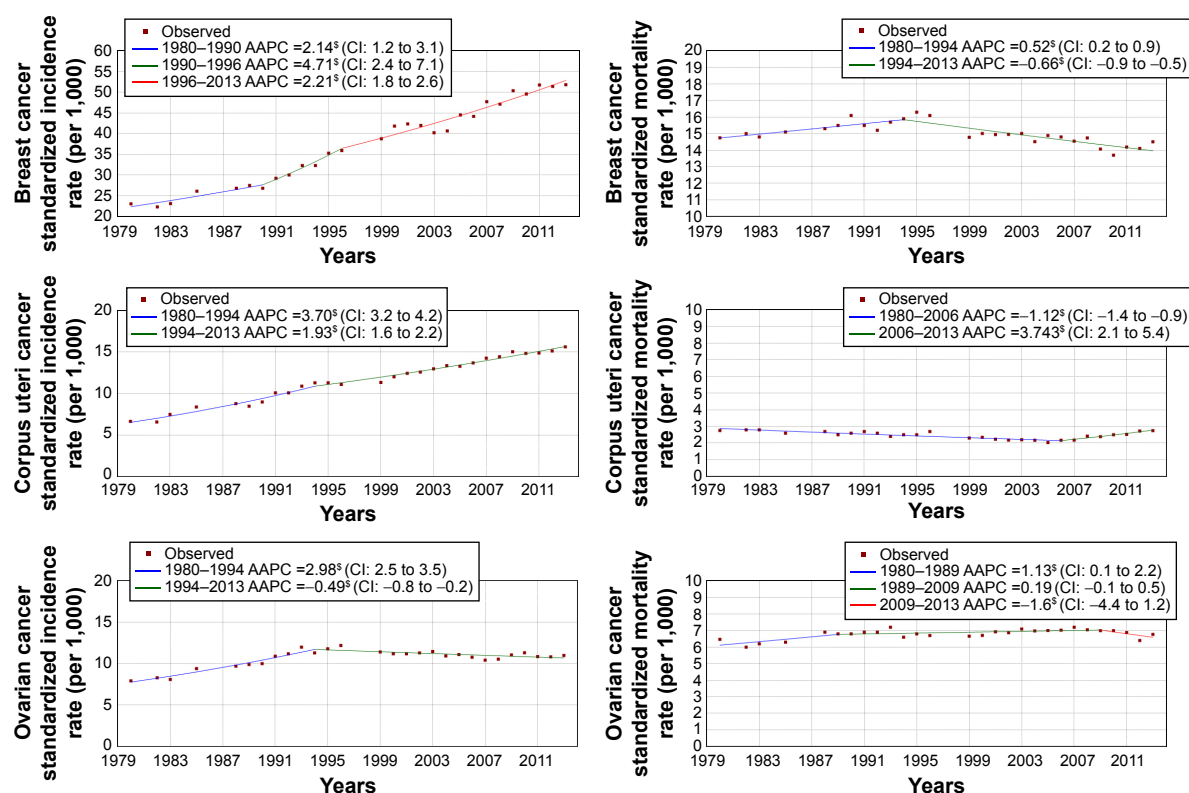 Observed
1980–1990 AAPC =2.14$ (CI: 1.2 to 3.1)
1990–1996 AAPC =4.71$ (CI: 2.4 to 7.1)
1996–2013 AAPC =2.21$ (CI: 1.8 to 2.6)
Breast cancer
standardized incidence
rate (per 1,000)
60
55
50
45
40
35
30
25
20
1979 1983 1987 1991 1995 1999 2003 2007 2011
Years
Observed
1980–1994 AAPC =0.52$ (CI: 0.2 to 0.9)
1994–2013 AAPC =−0.66$ (CI: −0.9 to −0.5)
Breast cancer
standardized mortality
rate (per 1,000)
20
19
18
17
16
15
14
13
12
11
10
1979 1983 1987 1991 1995 1999 2003 2007 2011
Years
Observed
1980–1994 AAPC =3.70$ (CI: 3.2 to 4.2)
1994–2013 AAPC =1.93$ (CI: 1.6 to 2.2)
Corpus uteri cancer
standardized incidence
rate (per 1,000)
20
15
10
5
0
1979 1983 1987 1991 1995 1999 2003 2007 2011
Years
Observed
1980–2006 AAPC =−1.12$ (CI: −1.4 to −0.9)
2006–2013 AAPC =3.743$ (CI: 2.1 to 5.4)
Corpus uteri cancer
standardized mortality
rate (per 1,000)
10
9
8
7
6
5
4
3
2
1
0
1979 1983 1987 1991 1995 1999 2003 2007 2011
Years
Observed
1980–1994 AAPC =2.98$ (CI: 2.5 to 3.5)
1994–2013 AAPC =−0.49$ (CI: −0.8 to −0.2)
Ovarian cancer
standardized incidence
rate (per 1,000)
20
15
10
5
0
1979 1983 1987 1991 1995 1999 2003 2007 2011
Years
Observed
1980–1989 AAPC =1.13$ (CI: 0.1 to 2.2)
1989–2009 AAPC =0.19 (CI: −0.1 to 0.5)
2009–2013 AAPC =−1.6$ (CI: −4.4 to 1.2)
Ovarian cancer
standardized mortality
rate (per 1,000)
10
9
8
7
6
5
4
3
2
1
0
1979 1983 1987 1991 1995 1999 2003 2007 2011
Years